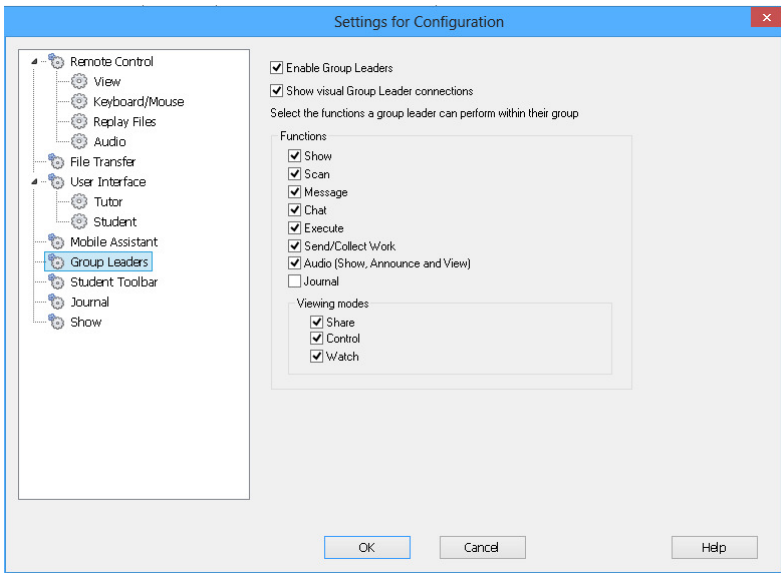 Settings for Configuration
Remote Control
View
Keyboard/Mouse
Replay Files
Audio
File Transfer
User Interface
Tutor
Student
Mobile Assistant
Group Leaders
Student Toolbar
Journal
Show
Enable Group Leaders
Show visual Group Leader connections
Select the functions a group leader can perform within their group
Functions
Show
Scan
Message
Chat
Execute
Send/Collect Work
Audio (Show, Announce and View)
Journal
Viewing modes
Share
Control
Watch
OK
Cancel
Help